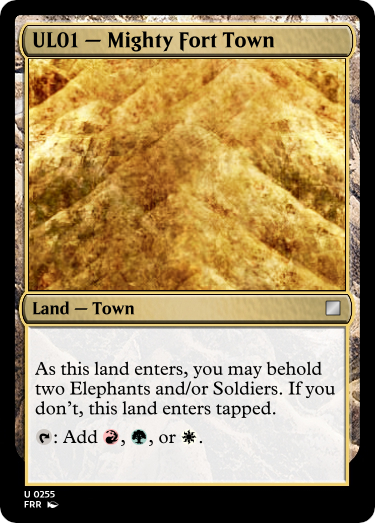 UL01 — Mighty Fort Town
Land — Town
As this land enters, you may behold
two Elephants and/or Soldiers. If you
don't, this land enters tapped.
: Add , , or .
U 0255
FRR